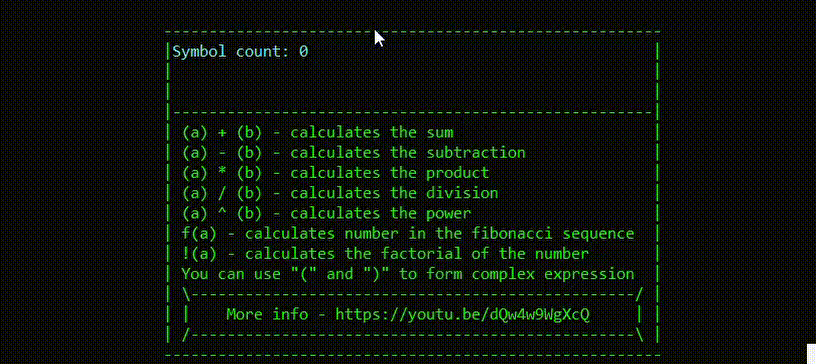 Symbol count: 0
(a) + (b) - calculates the sum
(a) - (b) - calculates the subtraction
(a) * (b) - calculates the product
(a) / (b) - calculates the division
(a) ^ (b) - calculates the power
f(a) - calculates number in the fibonacci sequence
!(a) - calculates the factorial of the number
You can use "(" and ")" to form complex expression
More info - https://youtu.be/dQw4w9WgXcQ